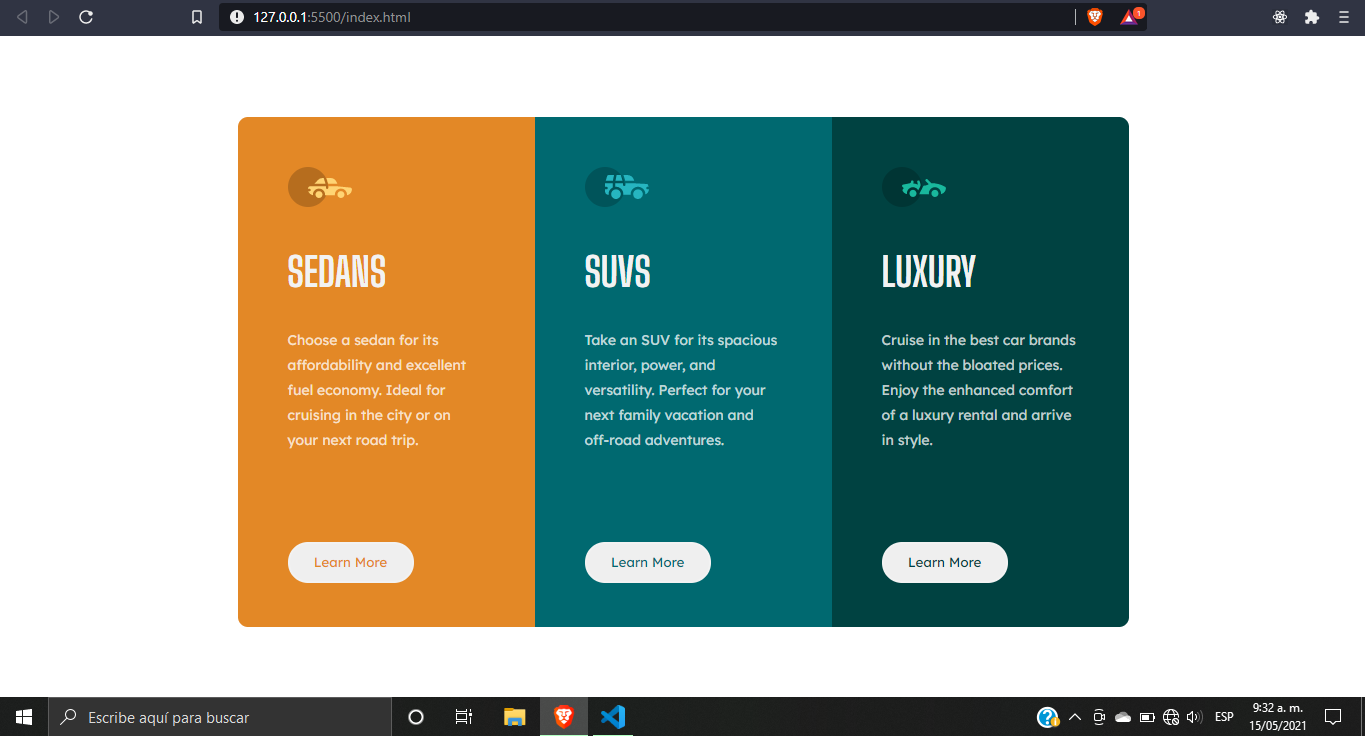 127.0.0.1:5500/index.html
1
SEDANS
Choose a sedan for its
affordability and excellent
fuel economy. Ideal for
cruising in the city or on
your next road trip.
Learn More
SUVS
Take an SUV for its spacious
interior, power, and
versatility. Perfect for your
next family vacation and
off-road adventures.
Learn More
LUXURY
Cruise in the best car brands
without the bloated prices.
Enjoy the enhanced comfort
of a luxury rental and arrive
in style.
Learn More
Escribe aquí para buscar
ESP
9:32 a. m.
15/05/2021